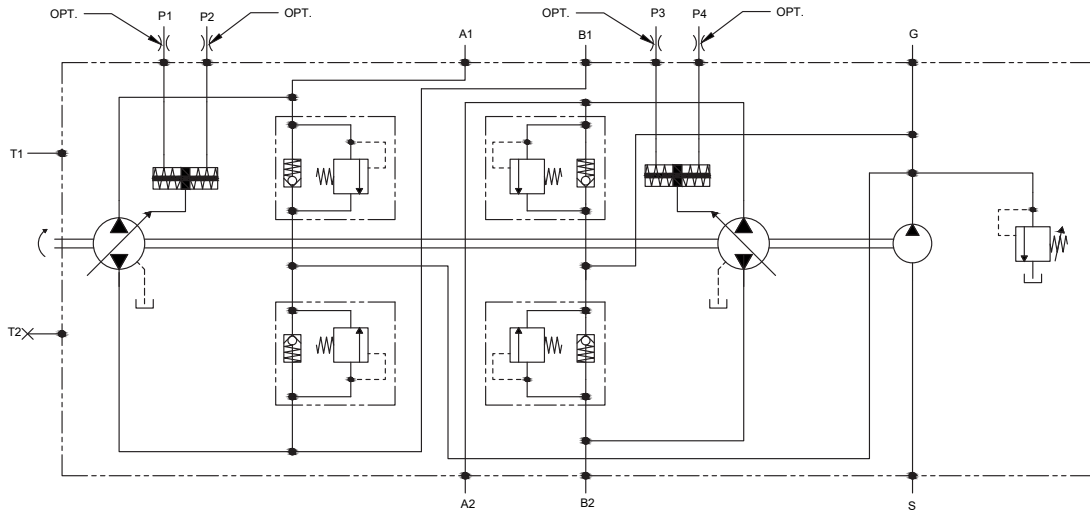 OPT. P1 P2 OPT. A1 B1 OPT. P3 P4 OPT. G
T1
T2
A2 B2 S